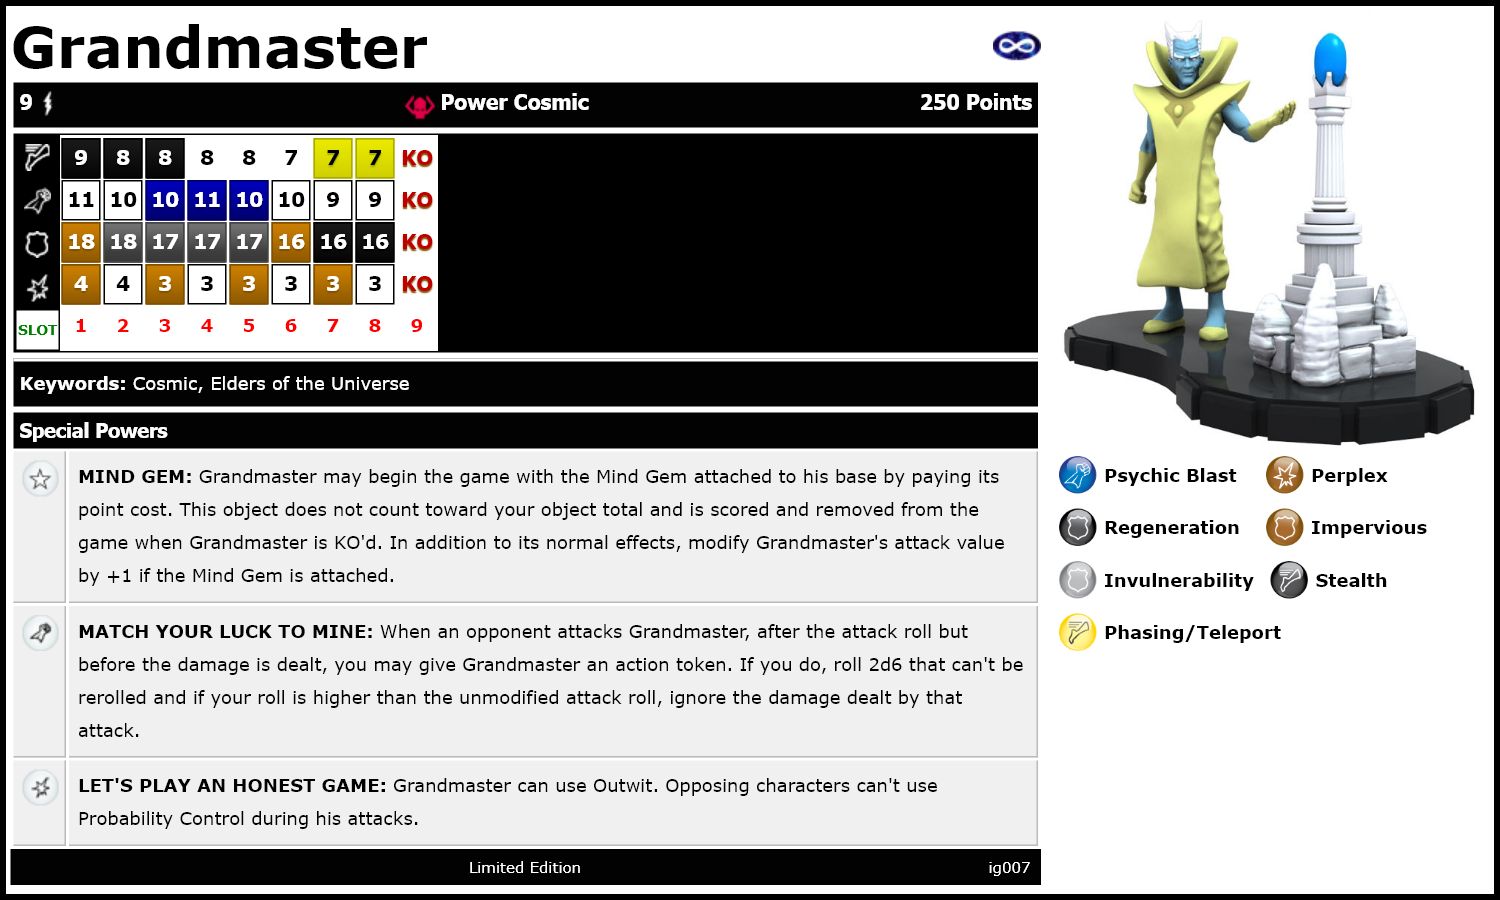 Grandmaster
9 Power Cosmic 250 Points
9 8 8 8 8 7 7 7 KO
11 10 10 11 10 10 9 9 KO
18 18 17 17 17 16 16 16 KO
4 4 3 3 3 3 3 3 KO
SLOT 1 2 3 4 5 6 7 8 9
Keywords: Cosmic, Elders of the Universe
Special Powers
MIND GEM: Grandmaster may begin the game with the Mind Gem attached to his base by paying its
point cost. This object does not count toward your object total and is scored and removed from the
game when Grandmaster is KO'd. In addition to its normal effects, modify Grandmaster's attack value
by +1 if the Mind Gem is attached.
MATCH YOUR LUCK TO MINE: When an opponent attacks Grandmaster, after the attack roll but
before the damage is dealt, you may give Grandmaster an action token. If you do, roll 2d6 that can't be
rerolled and if your roll is higher than the unmodified attack roll, ignore the damage dealt by that
attack.
LET'S PLAY AN HONEST GAME: Grandmaster can use Outwit. Opposing characters can't use
Probability Control during his attacks.
Limited Edition ig007
Psychic Blast Perplex
Regeneration Impervious
Invulnerability Stealth
Phasing/Teleport